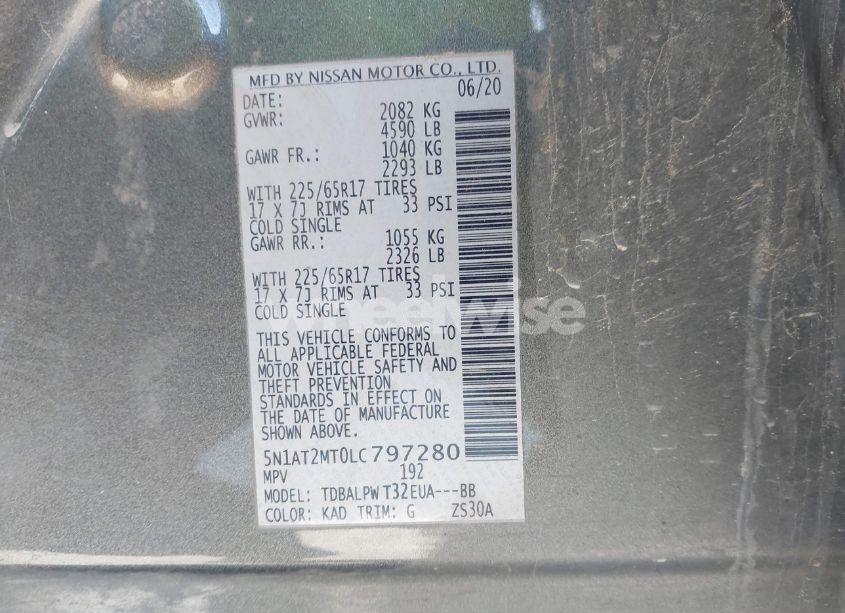 MFD BY NISSAN MOTOR CO., LTD.
DATE: 06/20
GVWR: 2082 KG
4590 LB
GAWR FR.: 1040 KG
2293 LB
WITH 225/65R17 TIRES
17 X 7J RIMS AT 33 PSI
COLD SINGLE
GAWR RR.: 1055 KG
2326 LB
WITH 225/65R17 TIRES
17 X 7J RIMS AT 33 PSI
COLD SINGLE
THIS VEHICLE CONFORMS TO
ALL APPLICABLE FEDERAL
MOTOR VEHICLE SAFETY AND
THEFT PREVENTION
STANDARDS IN EFFECT ON
THE DATE OF MANUFACTURE
SHOWN ABOVE.
5N1AT2MT0LC797280
MPV 192
MODEL: TDBALPW T32EUA---BB
COLOR: KAD TRIM: G ZS30A
wheelwise